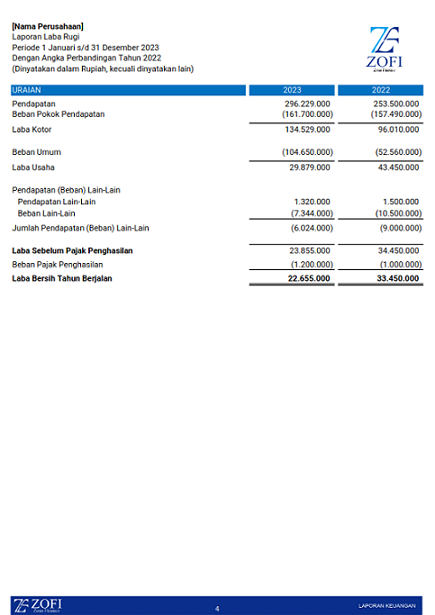 [Nama Perusahaan]
Laporan Laba Rugi
Periode 1 Januari s/d 31 Desember 2023
Dengan Angka Perbandingan Tahun 2022
(Dinyatakan dalam Rupiah, kecuali dinyatakan lain)
ZOFI
URAIAN 2023 2022
Pendapatan 296.229.000 253.500.000
Beban Pokok Pendapatan (161.700.000) (157.490.000)
Laba Kotor 134.529.000 96.010.000
Beban Umum (104.650.000) (52.560.000)
Laba Usaha 29.879.000 43.450.000
Pendapatan (Beban) Lain-Lain
Pendapatan Lain-Lain 1.320.000 1.500.000
Beban Lain-Lain (7.344.000) (10.500.000)
Jumlah Pendapatan (Beban) Lain-Lain (6.024.000) (9.000.000)
Laba Sebelum Pajak Penghasilan 23.855.000 34.450.000
Beban Pajak Penghasilan (1.200.000) (1.000.000)
Laba Bersih Tahun Berjalan 22.655.000 33.450.000
ZOFI
4
LAPORAN KEUANGAN